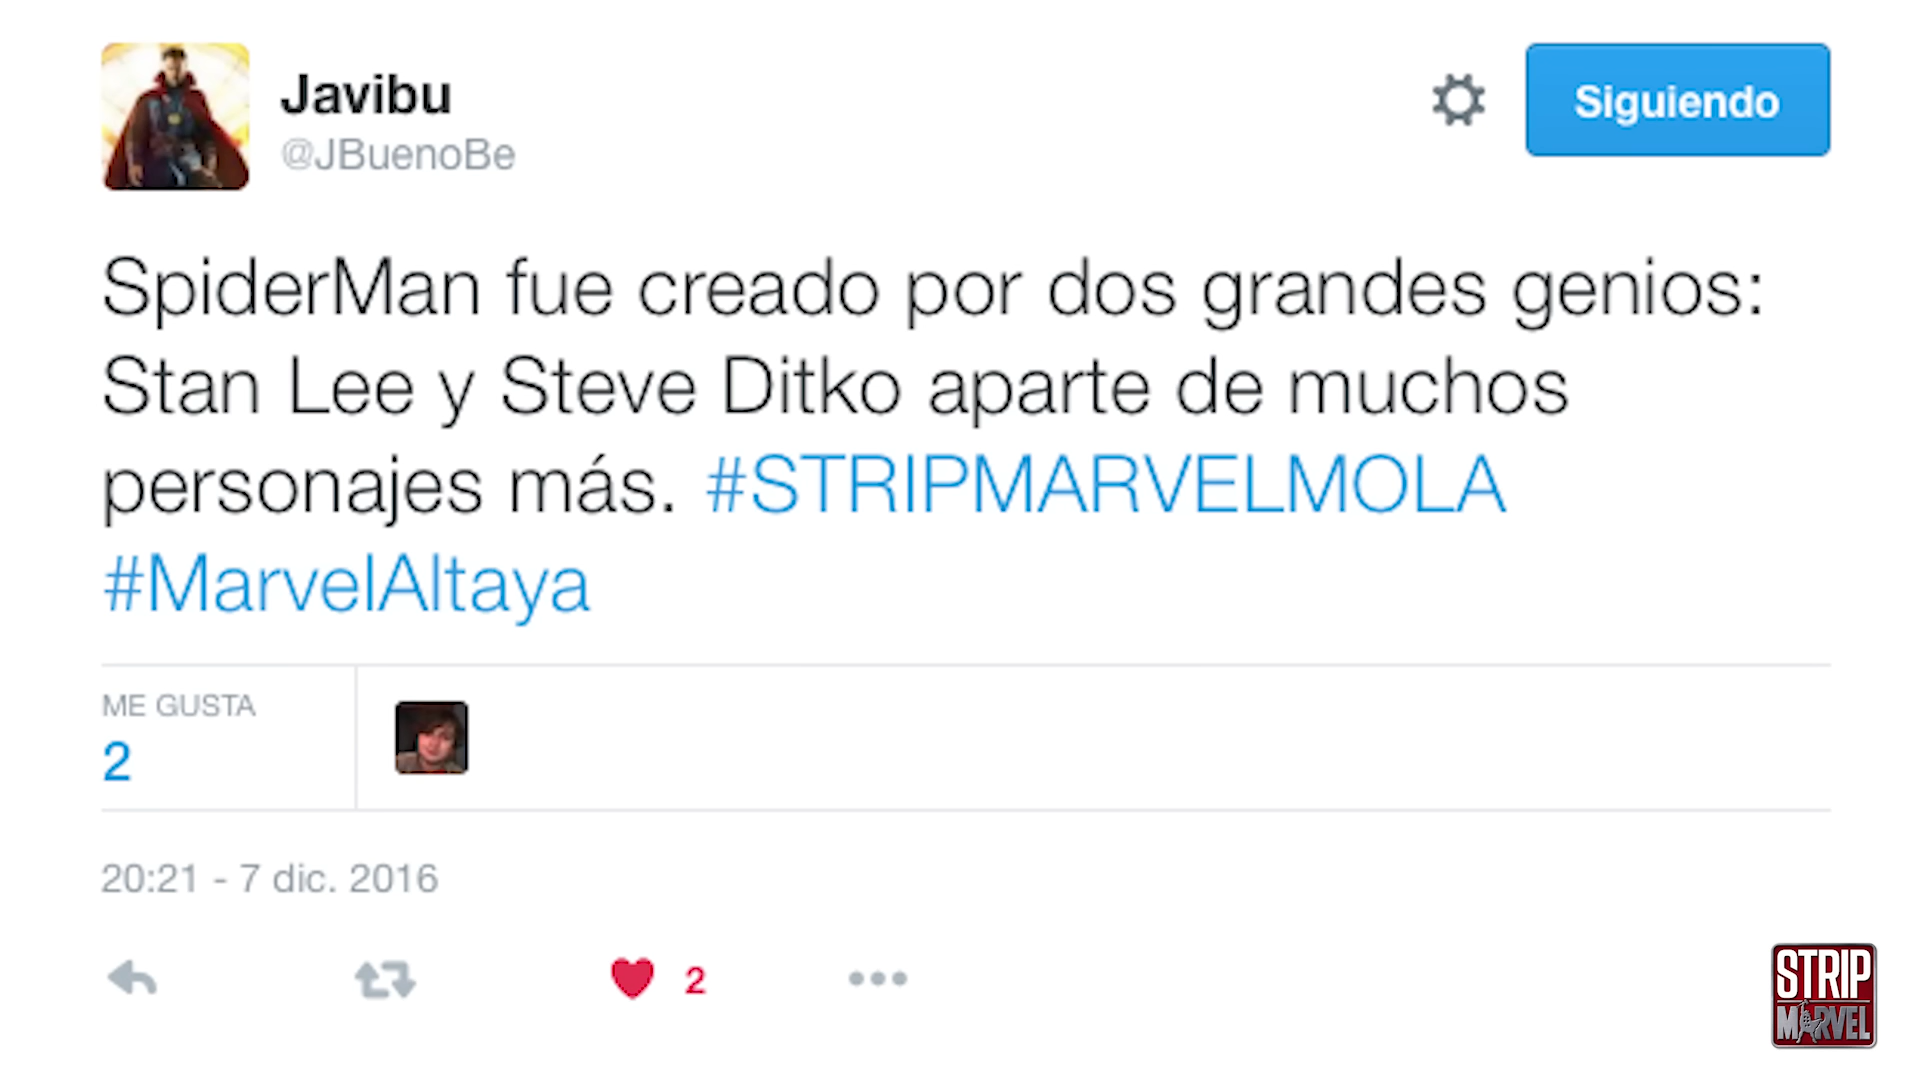 Javibu
@JBuenoBe
Siguiendo
SpiderMan fue creado por dos grandes genios:
Stan Lee y Steve Ditko aparte de muchos
personajes más. #STRIPMARVELMOLA
#MarvelAltaya
ME GUSTA
2
20:21 - 7 dic. 2016
2
STRIP
MARVEL